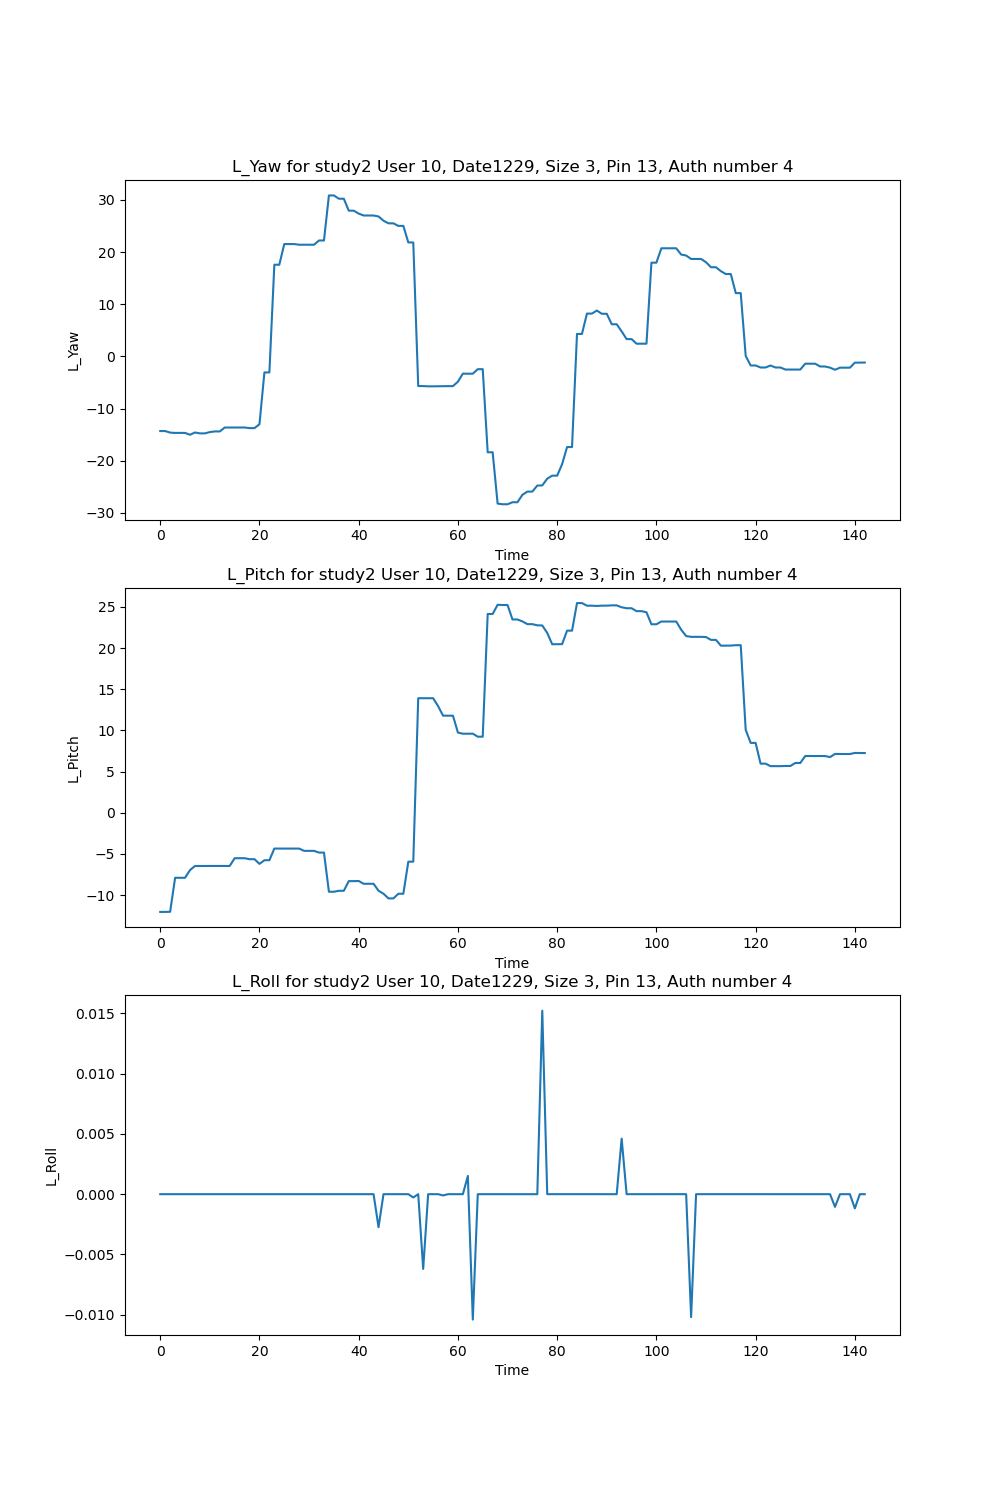 L_Yaw for study2 User 10, Date1229, Size 3, Pin 13, Auth number 4
30
20
10
0
−10
−20
−30
L_Yaw
0 20 40 60 80 100 120 140
Time
L_Pitch for study2 User 10, Date1229, Size 3, Pin 13, Auth number 4
25
20
15
10
5
0
−5
−10
L_Pitch
0 20 40 60 80 100 120 140
Time
L_Roll for study2 User 10, Date1229, Size 3, Pin 13, Auth number 4
0.015
0.010
0.005
0.000
−0.005
−0.010
L_Roll
0 20 40 60 80 100 120 140
Time